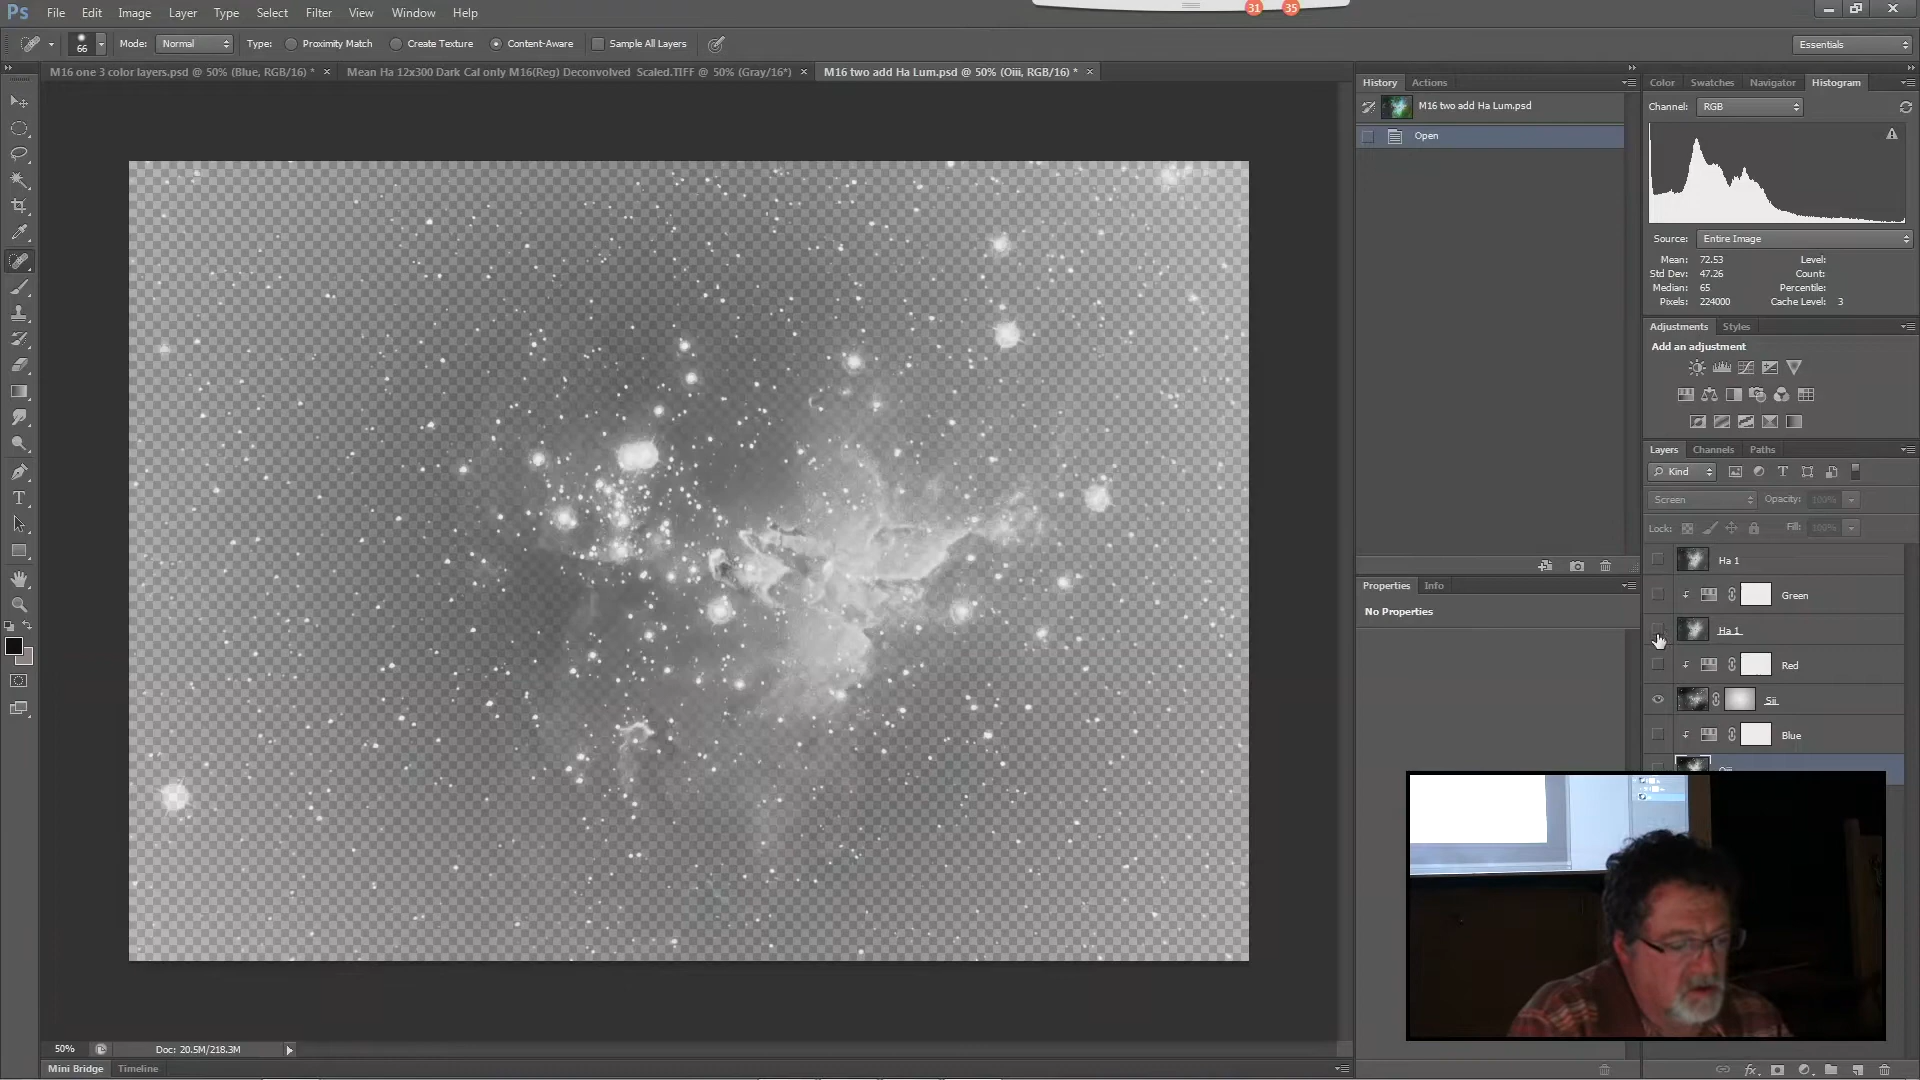 Ps File Edit Image Layer Type Select Filter View Window Help
31 35
66 Mode: Normal Type: Proximity Match Create Texture Content-Aware Sample All Layers Essentials
M16 one 3 color layers.psd @ 50% (Blue, RGB/16) * × Mean Ha 12x300 Dark Cal only M16(Reg) Deconvolved Scaled.TIFF @ 50% (Gray/16*) × M16 two add Ha Lum.psd @ 50% (Oiii, RGB/16) * ×
History Actions
M16 two add Ha Lum.psd
Open
Properties Info
No Properties
Color Swatches Navigator Histogram
Channel: RGB
Source: Entire Image
Mean: 72.53 Level:
Std Dev: 47.26 Count:
Median: 65 Percentile:
Pixels: 224000 Cache Level: 3
Adjustments Styles
Add an adjustment
Layers Channels Paths
Kind
Screen Opacity: 100%
Lock: Fill: 100%
Ha 1
Green
Ha 1
Red
Sii
Blue
50% Doc: 20.5M/218.3M
Mini Bridge Timeline